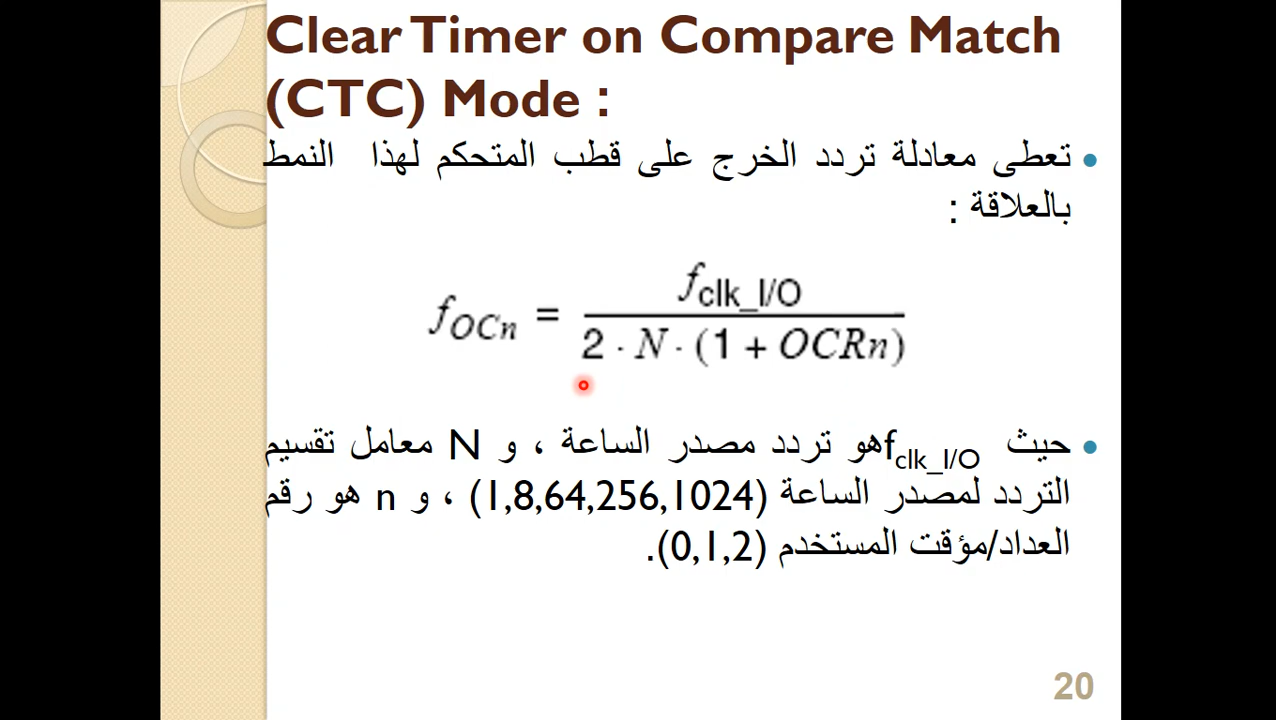 Clear Timer on Compare Match
(CTC) Mode :
• تعطى معادلة تردد الخرج على قطب المتحكم لهذا النمط
بالعلاقة :
f_OCn = f_clk_I/O / (2 · N · (1 + OCRn))
• حيث f_clk_I/O هو تردد مصدر الساعة ، و N معامل تقسيم
التردد لمصدر الساعة (1,8,64,256,1024) ، و n هو رقم
العداد/مؤقت المستخدم (0,1,2).
20